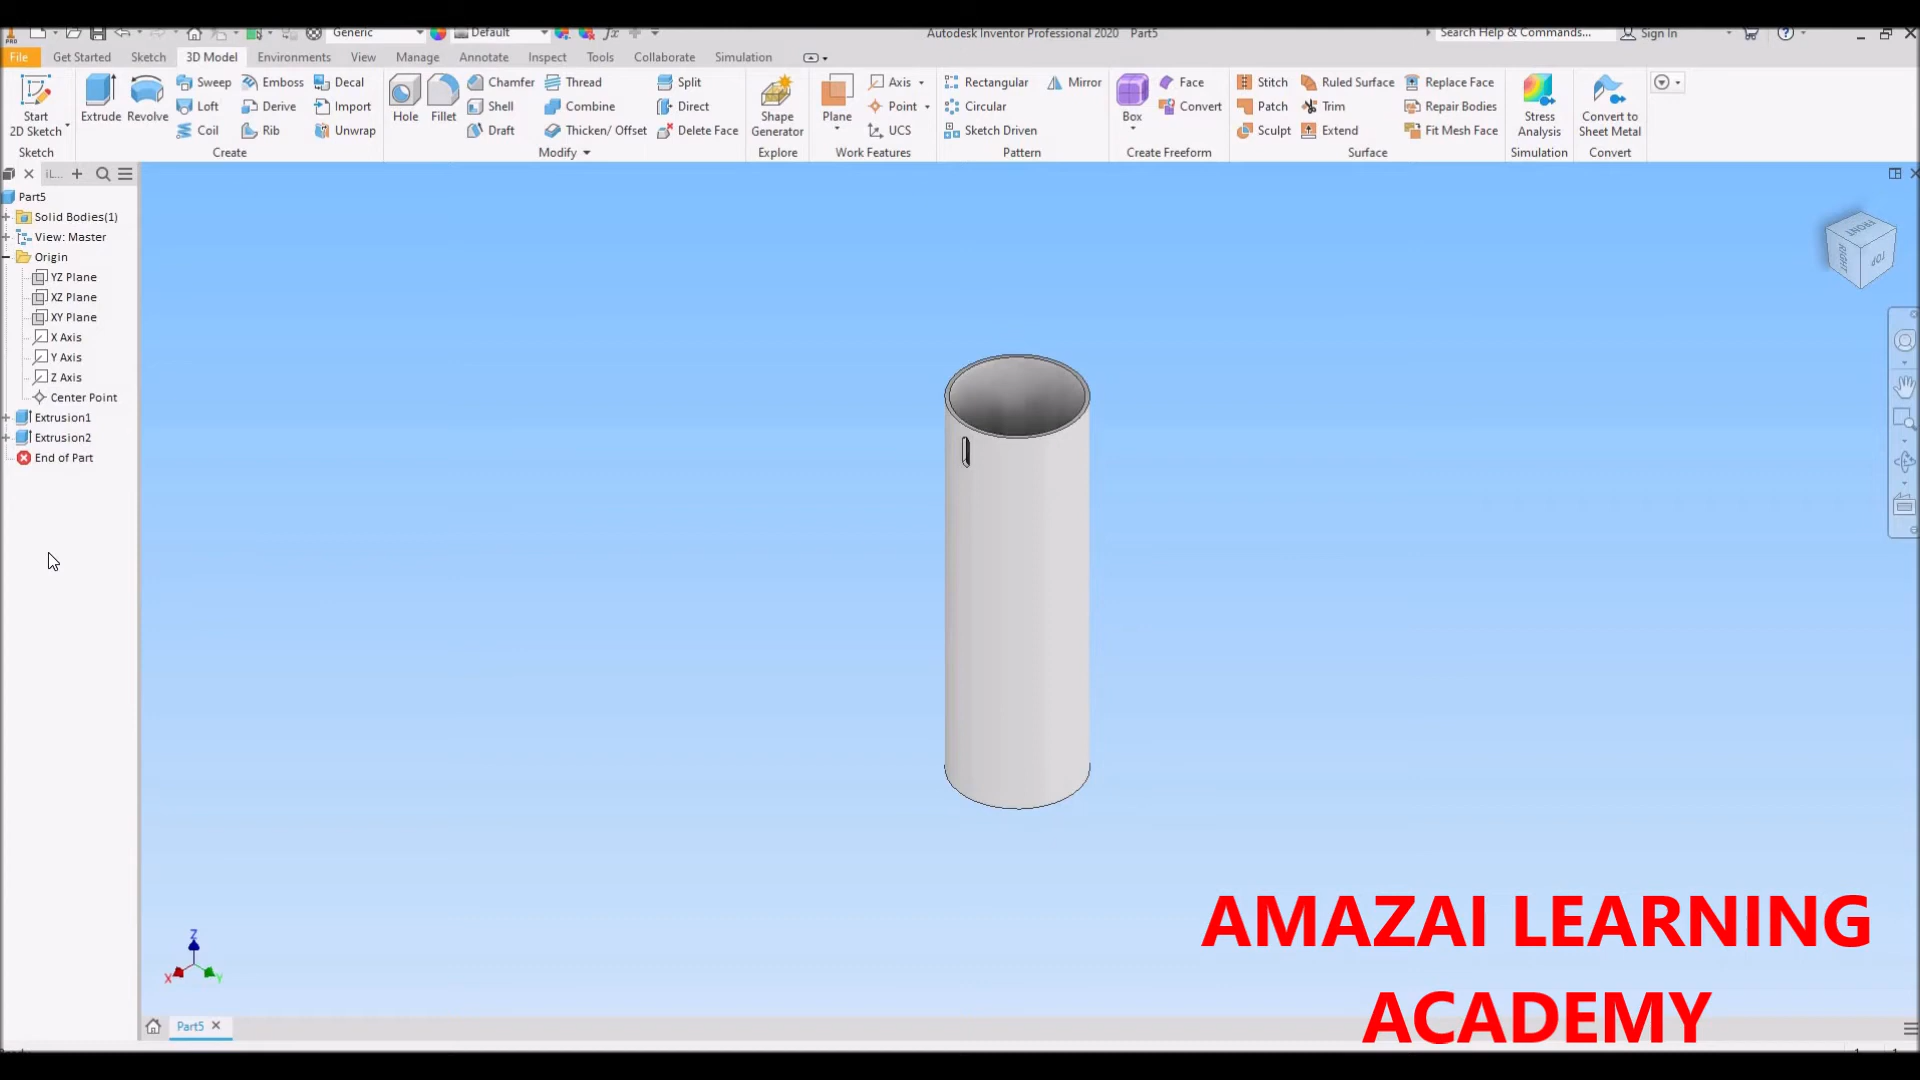 Generic Default Autodesk Inventor Professional 2020 Part5 Search Help & Commands... Sign In
File Get Started Sketch 3D Model Environments View Manage Annotate Inspect Tools Collaborate Simulation
Start 2D Sketch
Sketch
Extrude Revolve
Sweep Emboss Decal
Loft Derive Import
Coil Rib Unwrap
Create
Hole Fillet
Chamfer Thread Split
Shell Combine Direct
Draft Thicken/ Offset Delete Face
Modify
Shape Generator
Explore
Plane
Axis
Point
UCS
Work Features
Rectangular Mirror
Circular
Sketch Driven
Pattern
Box
Face
Convert
Create Freeform
Stitch Ruled Surface Replace Face
Patch Trim Repair Bodies
Sculpt Extend Fit Mesh Face
Surface
Stress Analysis
Simulation
Convert to Sheet Metal
Convert
iL...
Part5
Solid Bodies(1)
View: Master
Origin
YZ Plane
XZ Plane
XY Plane
X Axis
Y Axis
Z Axis
Center Point
Extrusion1
Extrusion2
End of Part
FRONT
RIGHT
TOP
Z
X
Y
Part5
AMAZAI LEARNING
ACADEMY